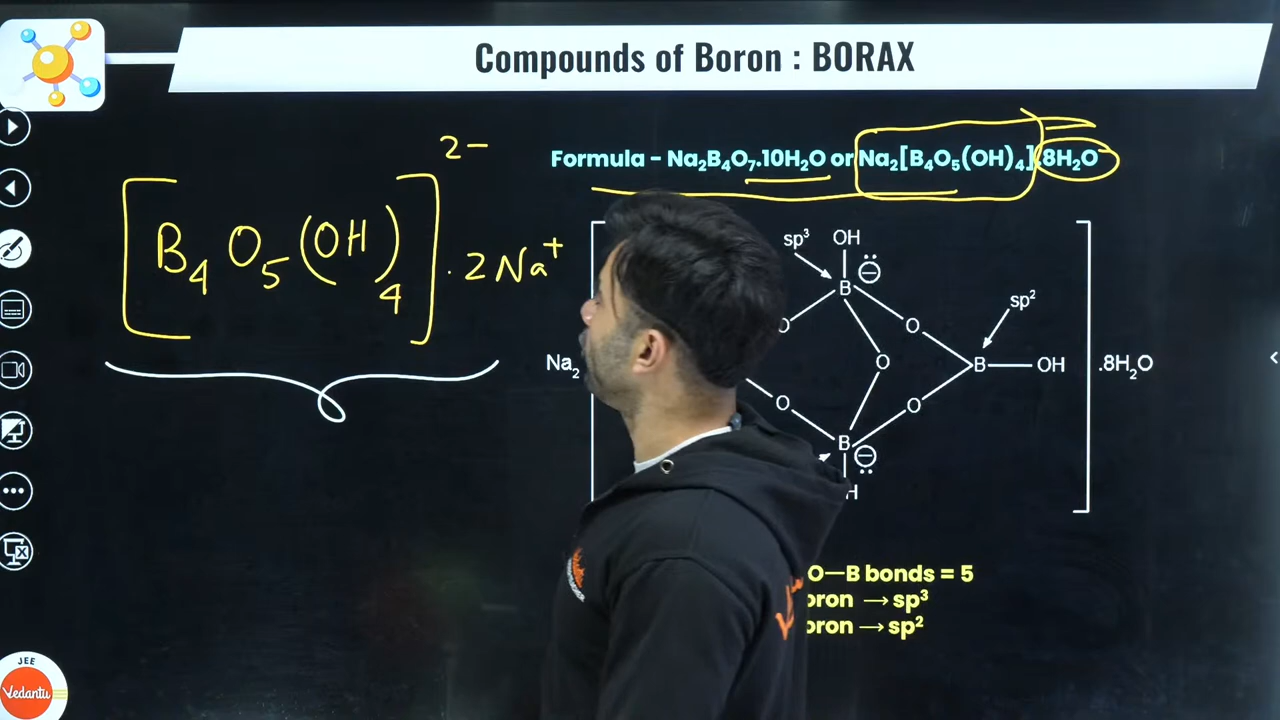 Compounds of Boron : BORAX
2−
Formula – Na₂B₄O₇.10H₂O or Na₂[B₄O₅(OH)₄].8H₂O
[B₄O₅(OH)₄] . 2Na⁺
sp³ OH
B ⊖
sp²
O O
Na₂ O B OH .8H₂O
O O
B ⊖
H
O—B bonds = 5
oron → sp³
oron → sp²
JEE
Vedantu